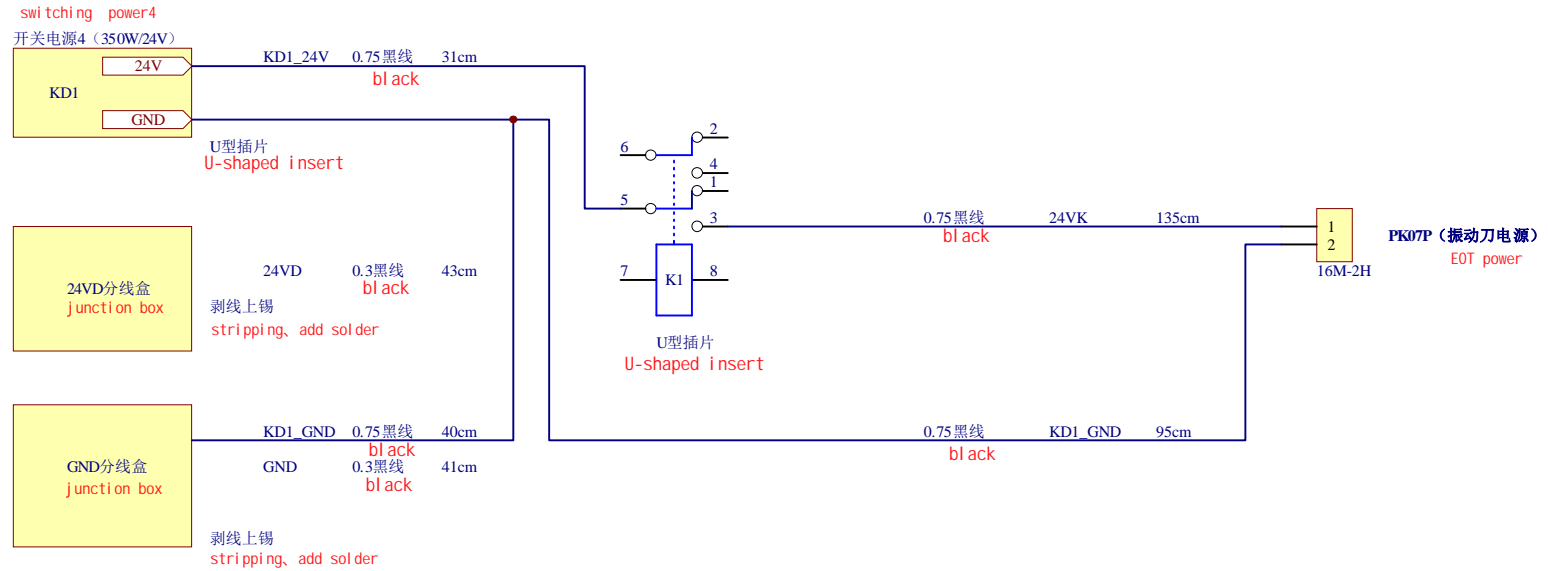 switching power4
开关电源4（350W/24V）
24V
KD1
GND
KD1_24V 0.75黑线 31cm
black
U型插片
U-shaped insert
6
2
4
1
5
3
7
K1
8
U型插片
U-shaped insert
0.75黑线 24VK 135cm
black
1
2
16M-2H
PK07P（振动刀电源）
EOT power
24VD分线盒
junction box
24VD 0.3黑线 43cm
black
剥线上锡
stripping、add solder
GND分线盒
junction box
KD1_GND 0.75黑线 40cm
black
GND 0.3黑线 41cm
black
剥线上锡
stripping、add solder
0.75黑线 KD1_GND 95cm
black